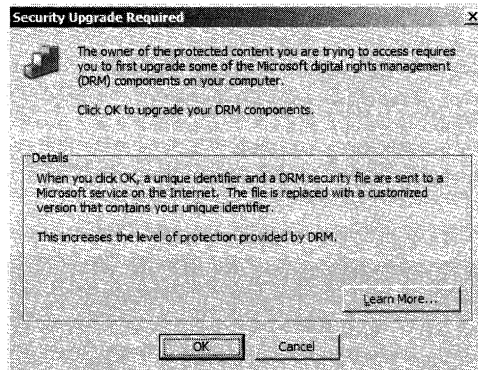 Security Upgrade Required
The owner of the protected content you are trying to access requires
you to first upgrade some of the Microsoft digital rights management
(DRM) components on your computer.
Click OK to upgrade your DRM components.
Details
When you click OK, a unique identifier and a DRM security file are sent to a
Microsoft service on the Internet. The file is replaced with a customized
version that contains your unique identifier.
This increases the level of protection provided by DRM.
Learn More...
OK
Cancel